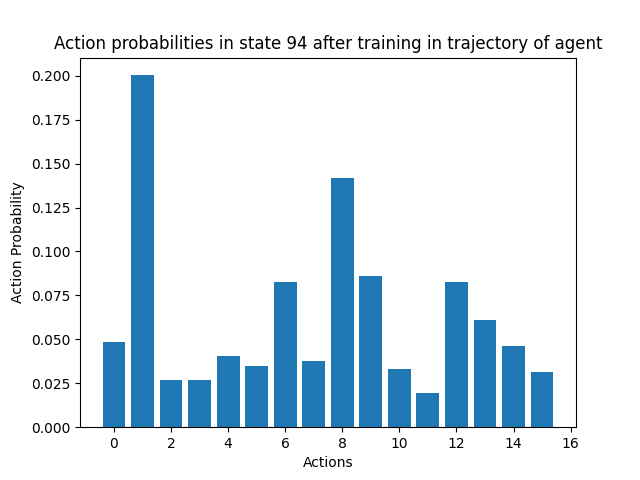 Action probabilities in state 94 after training in trajectory of agent
0.200
0.175
0.150
0.125
0.100
0.075
0.050
0.025
0.000
Action Probability
0 2 4 6 8 10 12 14 16
Actions